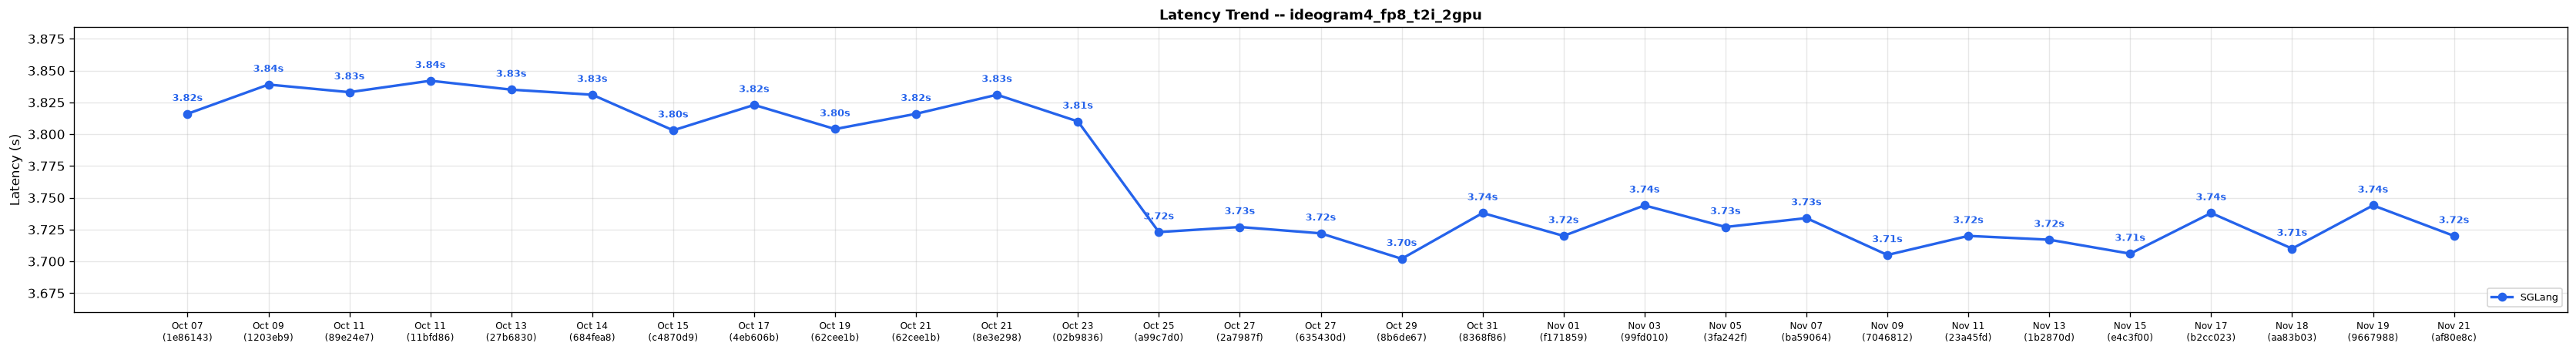 Latency Trend -- ideogram4_fp8_t2i_2gpu
Latency (s)
3.875
3.850
3.825
3.800
3.775
3.750
3.725
3.700
3.675
3.82s
3.84s
3.83s
3.84s
3.83s
3.83s
3.80s
3.82s
3.80s
3.82s
3.83s
3.81s
3.72s
3.73s
3.72s
3.70s
3.74s
3.72s
3.74s
3.73s
3.73s
3.71s
3.72s
3.72s
3.71s
3.74s
3.71s
3.74s
3.72s
SGLang
Oct 07
(1e86143)
Oct 09
(1203eb9)
Oct 11
(89e24e7)
Oct 11
(11bfd86)
Oct 13
(27b6830)
Oct 14
(684fea8)
Oct 15
(c4870d9)
Oct 17
(4eb606b)
Oct 19
(62cee1b)
Oct 21
(62cee1b)
Oct 21
(8e3e298)
Oct 23
(02b9836)
Oct 25
(a99c7d0)
Oct 27
(2a7987f)
Oct 27
(635430d)
Oct 29
(8b6de67)
Oct 31
(8368f86)
Nov 01
(f171859)
Nov 03
(99fd010)
Nov 05
(3fa242f)
Nov 07
(ba59064)
Nov 09
(7046812)
Nov 11
(23a45fd)
Nov 13
(1b2870d)
Nov 15
(e4c3f00)
Nov 17
(b2cc023)
Nov 18
(aa83b03)
Nov 19
(9667988)
Nov 21
(af80e8c)